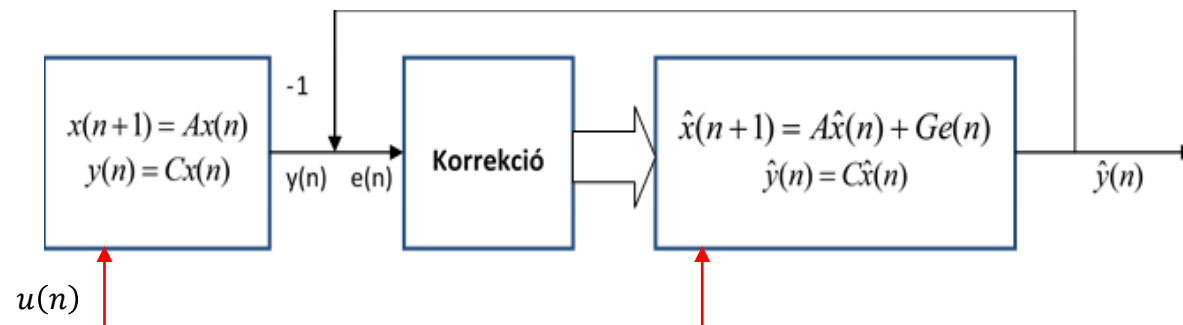 -1
x(n+1) = Ax(n)
y(n) = Cx(n)
y(n)
e(n)
Korrekció
x̂(n+1) = Ax̂(n) + Ge(n)
ŷ(n) = Cx̂(n)
ŷ(n)
u(n)